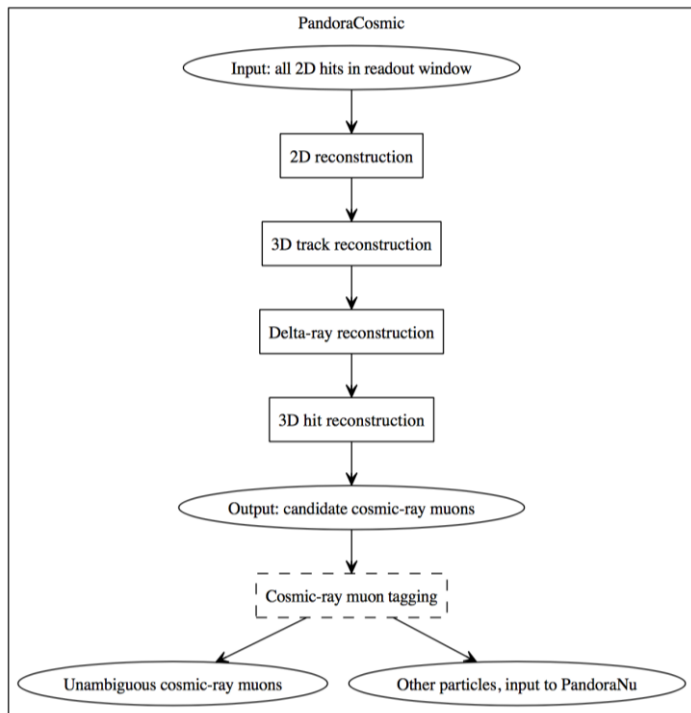 PandoraCosmic
Input: all 2D hits in readout window
2D reconstruction
3D track reconstruction
Delta-ray reconstruction
3D hit reconstruction
Output: candidate cosmic-ray muons
Cosmic-ray muon tagging
Unambiguous cosmic-ray muons
Other particles, input to PandoraNu